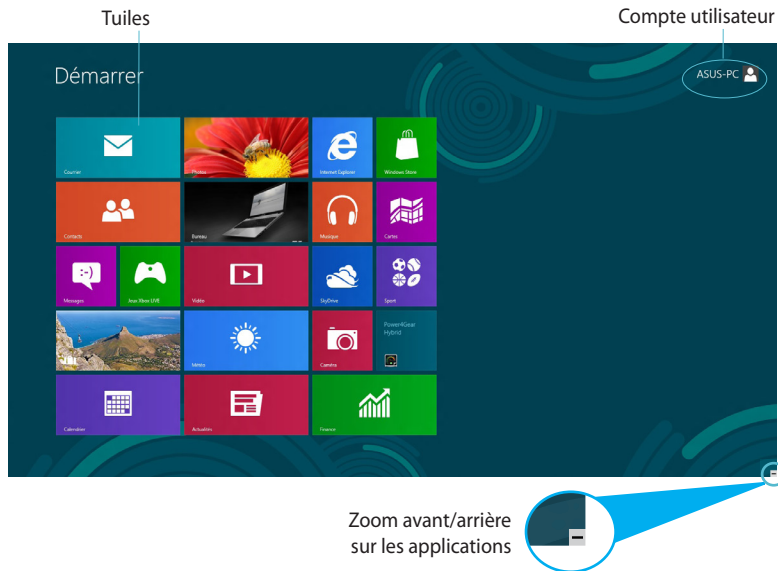 Tuiles
Compte utilisateur
Démarrer
ASUS-PC
Courrier
Photos
Internet Explorer
Windows Store
Contacts
Bureau
Musique
Cartes
Messages
Jeux Xbox LIVE
Vidéo
SkyDrive
Sport
Météo
Caméra
Power4Gear
Hybrid
Calendrier
Actualités
Finance
Zoom avant/arrière
sur les applications